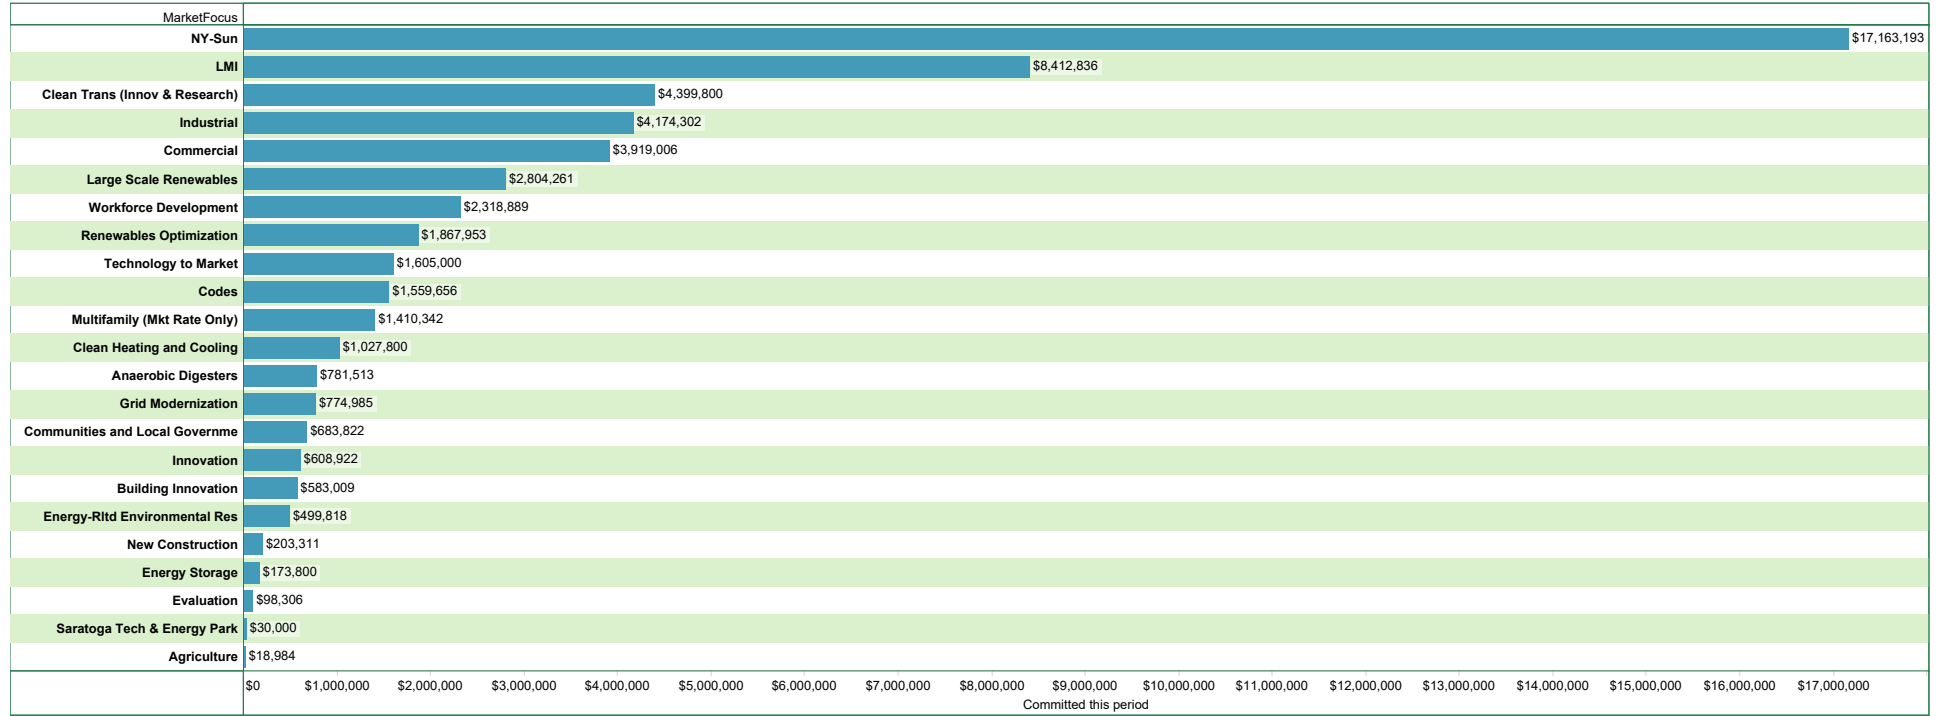 MarketFocus
NY-Sun $17,163,193
LMI $8,412,836
Clean Trans (Innov & Research) $4,399,800
Industrial $4,174,302
Commercial $3,919,006
Large Scale Renewables $2,804,261
Workforce Development $2,318,889
Renewables Optimization $1,867,953
Technology to Market $1,605,000
Codes $1,559,656
Multifamily (Mkt Rate Only) $1,410,342
Clean Heating and Cooling $1,027,800
Anaerobic Digesters $781,513
Grid Modernization $774,985
Communities and Local Governme $683,822
Innovation $608,922
Building Innovation $583,009
Energy-Rltd Environmental Res $499,818
New Construction $203,311
Energy Storage $173,800
Evaluation $98,306
Saratoga Tech & Energy Park $30,000
Agriculture $18,984
$0 $1,000,000 $2,000,000 $3,000,000 $4,000,000 $5,000,000 $6,000,000 $7,000,000 $8,000,000 $9,000,000 $10,000,000 $11,000,000 $12,000,000 $13,000,000 $14,000,000 $15,000,000 $16,000,000 $17,000,000
Committed this period